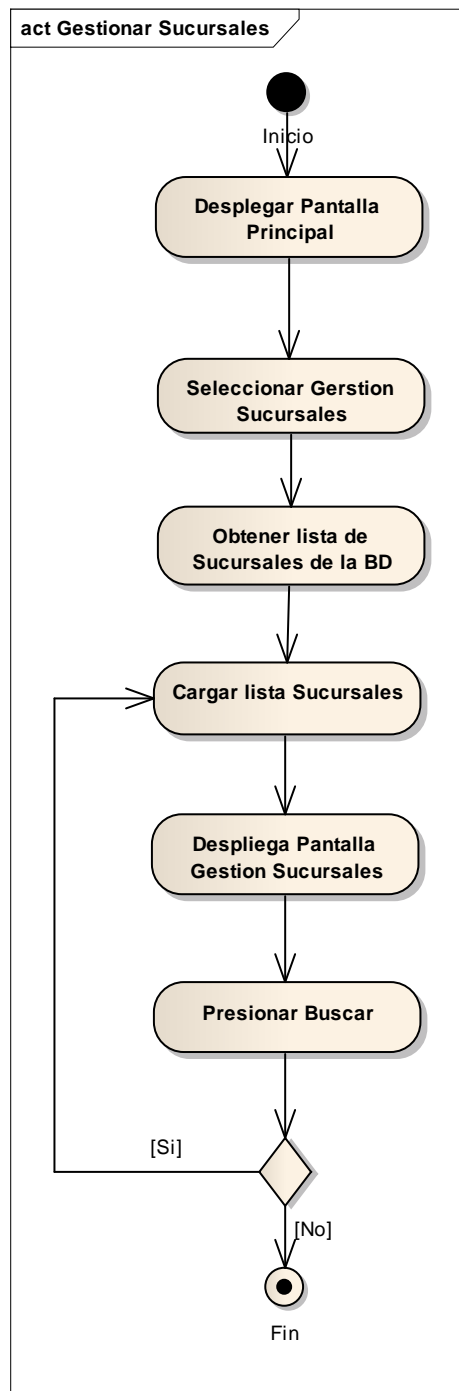 act Gestionar Sucursales
Inicio
Desplegar Pantalla
Principal
Seleccionar Gerstion
Sucursales
Obtener lista de
Sucursales de la BD
Cargar lista Sucursales
Despliega Pantalla
Gestion Sucursales
Presionar Buscar
[Si]
[No]
Fin